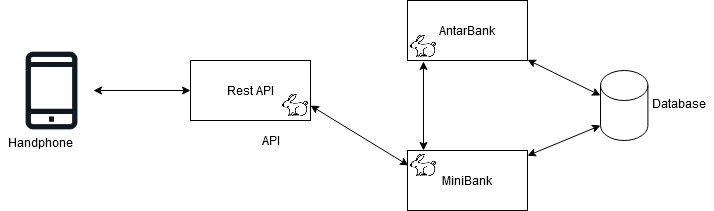 AntarBank
Rest API
Database
Handphone
API
MiniBank